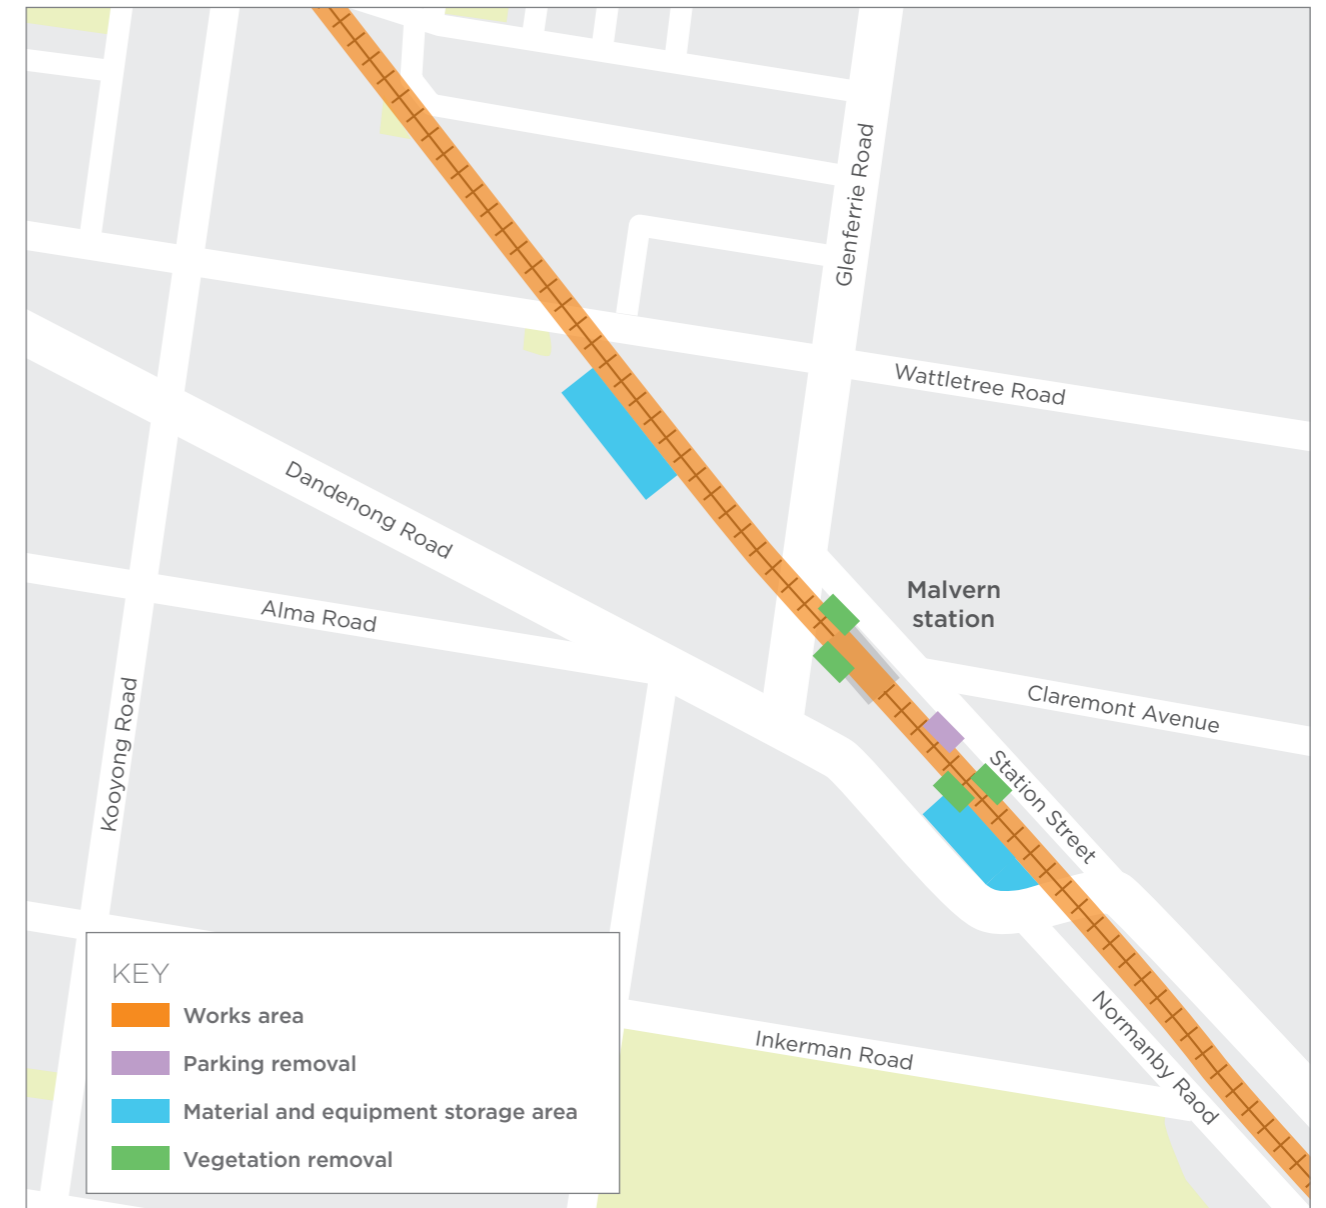 Glenferrie Road
Wattletree Road
Dandenong Road
Malvern
station
Alma Road
Claremont Avenue
Kooyong Road
Station Street
Normanby Raod
Inkerman Road
KEY
Works area
Parking removal
Material and equipment storage area
Vegetation removal